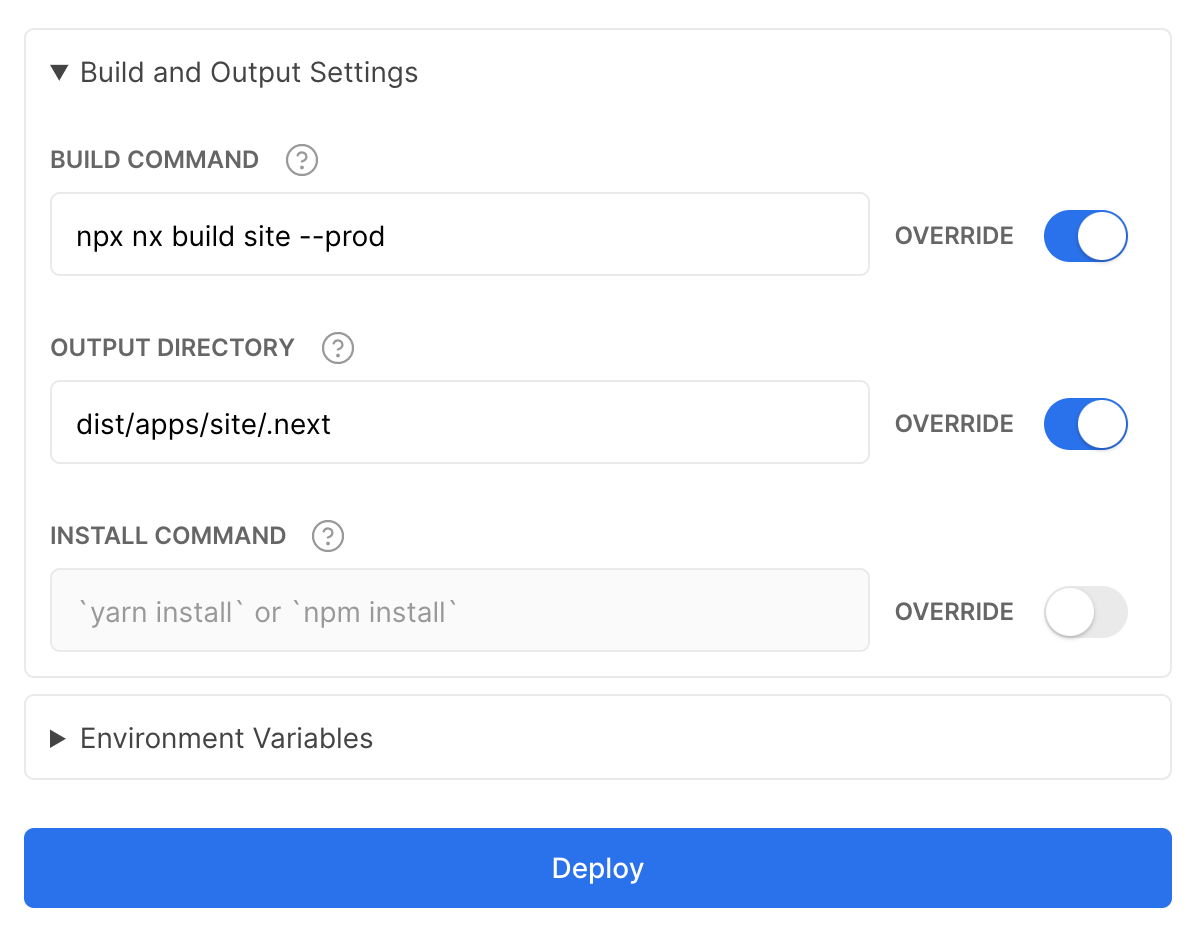 Build and Output Settings
BUILD COMMAND ?
npx nx build site --prod
OVERRIDE
OUTPUT DIRECTORY ?
dist/apps/site/.next
OVERRIDE
INSTALL COMMAND ?
`yarn install` or `npm install`
OVERRIDE
Environment Variables
Deploy